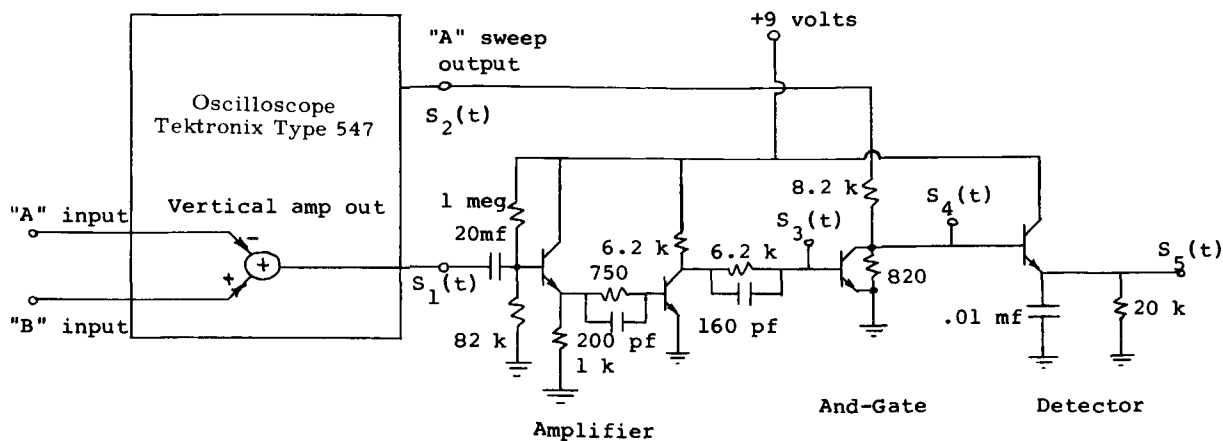 +9 volts
"A" sweep
output
S2(t)
Oscilloscope
Tektronix Type 547
Vertical amp out
"A" input
"B" input
-
+
+
S1(t)
1 meg
20mf
82 k
750
200 pf
1 k
6.2 k
6.2 k
160 pf
S3(t)
8.2 k
820
S4(t)
S5(t)
.01 mf
20 k
Amplifier
And-Gate
Detector